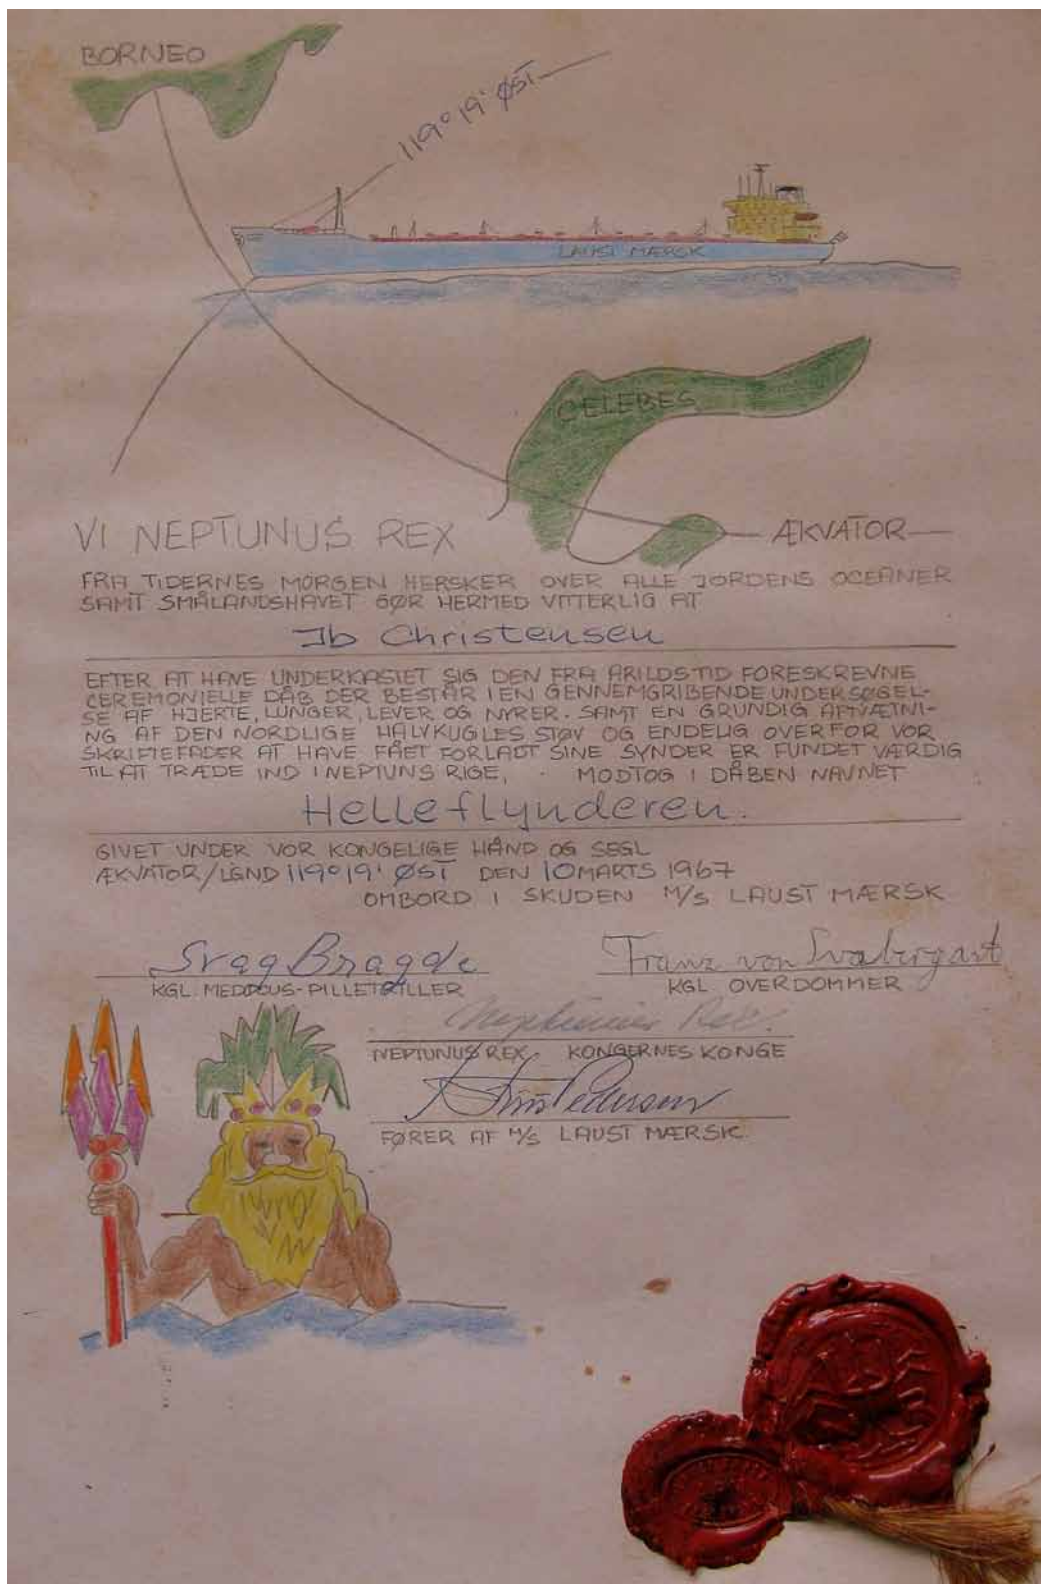 BORNEO
119° 19' ØST
LAUST MÆRSK
CELEBES
ÆKVATOR
VI NEPTUNUS REX
FRA TIDERNES MORGEN HERSKER OVER ALLE JORDENS OCEANER
SAMT SMÅLANDSHAVET GØR HERMED VITTERLIG AT
Ib Christensen
EFTER AT HAVE UNDERKASTET SIG DEN FRA ARILDSTID FORESKREVNE
CEREMONIELLE DÅB DER BESTÅR I EN GENNEMGRIBENDE UNDERSØGEL-
SE AF HJERTE, LUNGER, LEVER OG NYRER. SAMT EN GRUNDIG AFTVÆTNI-
NG AF DEN NORDLIGE HALVKUGLES STØV OG ENDELIG OVERFOR VOR
SKRIFTEFADER AT HAVE FÅET FORLADT SINE SYNDER ER FUNDET VÆRDIG
TIL AT TRÆDE IND I NEPTUNS RIGE, MODTOG I DÅBEN NAVNET
Helleflynderen.
GIVET UNDER VOR KONGELIGE HÅND OG SEGL
ÆKVATOR/LGND 119° 19' ØST DEN 10 MARTS 1967
OMBORD I SKUDEN M/S LAUST MÆRSK
Svag Bragde Franz von
KGL. MEDICUS-PILLETRILLER KGL OVERDOMMER
Neptunus Rex.
NEPTUNUS REX KONGERNES KONGE
Pedersen
FØRER AF M/S LAUST MÆRSK.